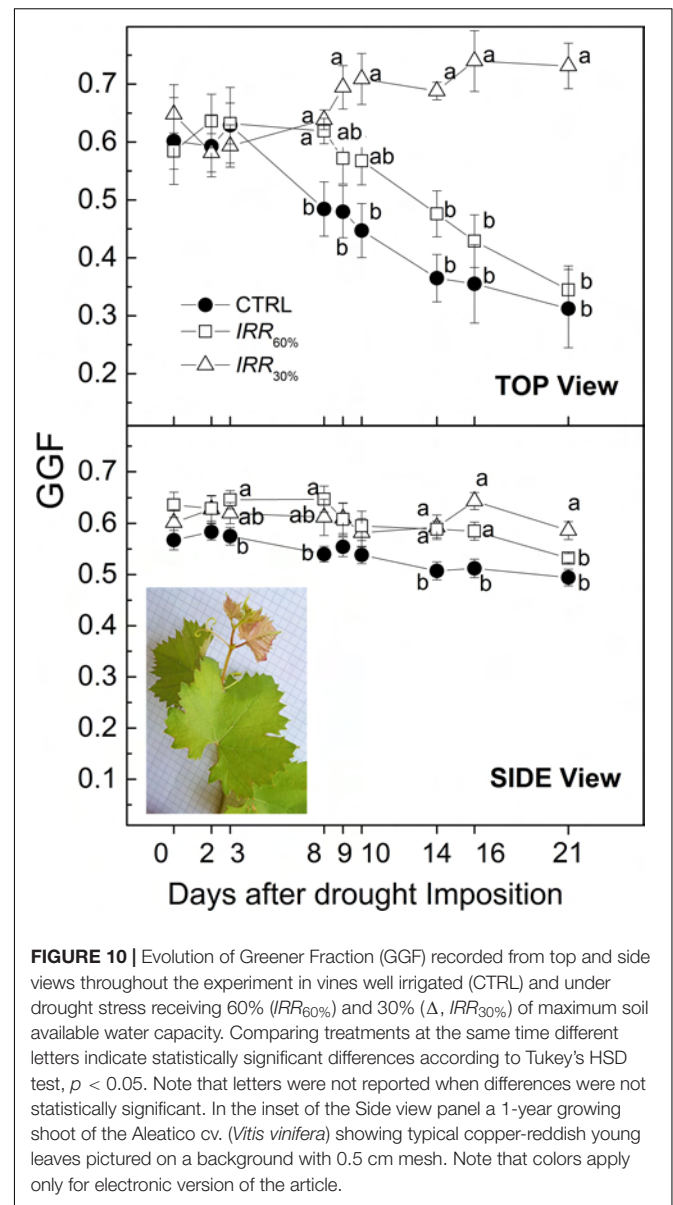 0.7
0.6
0.5
0.4
0.3
0.2
a a a a a a
a ab ab b b b
b b b b b b
CTRL
IRR60%
IRR30%
TOP View
GGF
0.7
0.6
0.5
0.4
0.3
0.2
0.1
a a a a a
ab ab a a b
b b b b b
SIDE View
0 2 3 8 9 10 14 16 21
Days after drought Imposition
FIGURE 10 | Evolution of Greener Fraction (GGF) recorded from top and side
views throughout the experiment in vines well irrigated (CTRL) and under
drought stress receiving 60% (IRR60%) and 30% (Δ, IRR30%) of maximum soil
available water capacity. Comparing treatments at the same time different
letters indicate statistically significant differences according to Tukey's HSD
test, p < 0.05. Note that letters were not reported when differences were not
statistically significant. In the inset of the Side view panel a 1-year growing
shoot of the Aleatico cv. (Vitis vinifera) showing typical copper-reddish young
leaves pictured on a background with 0.5 cm mesh. Note that colors apply
only for electronic version of the article.